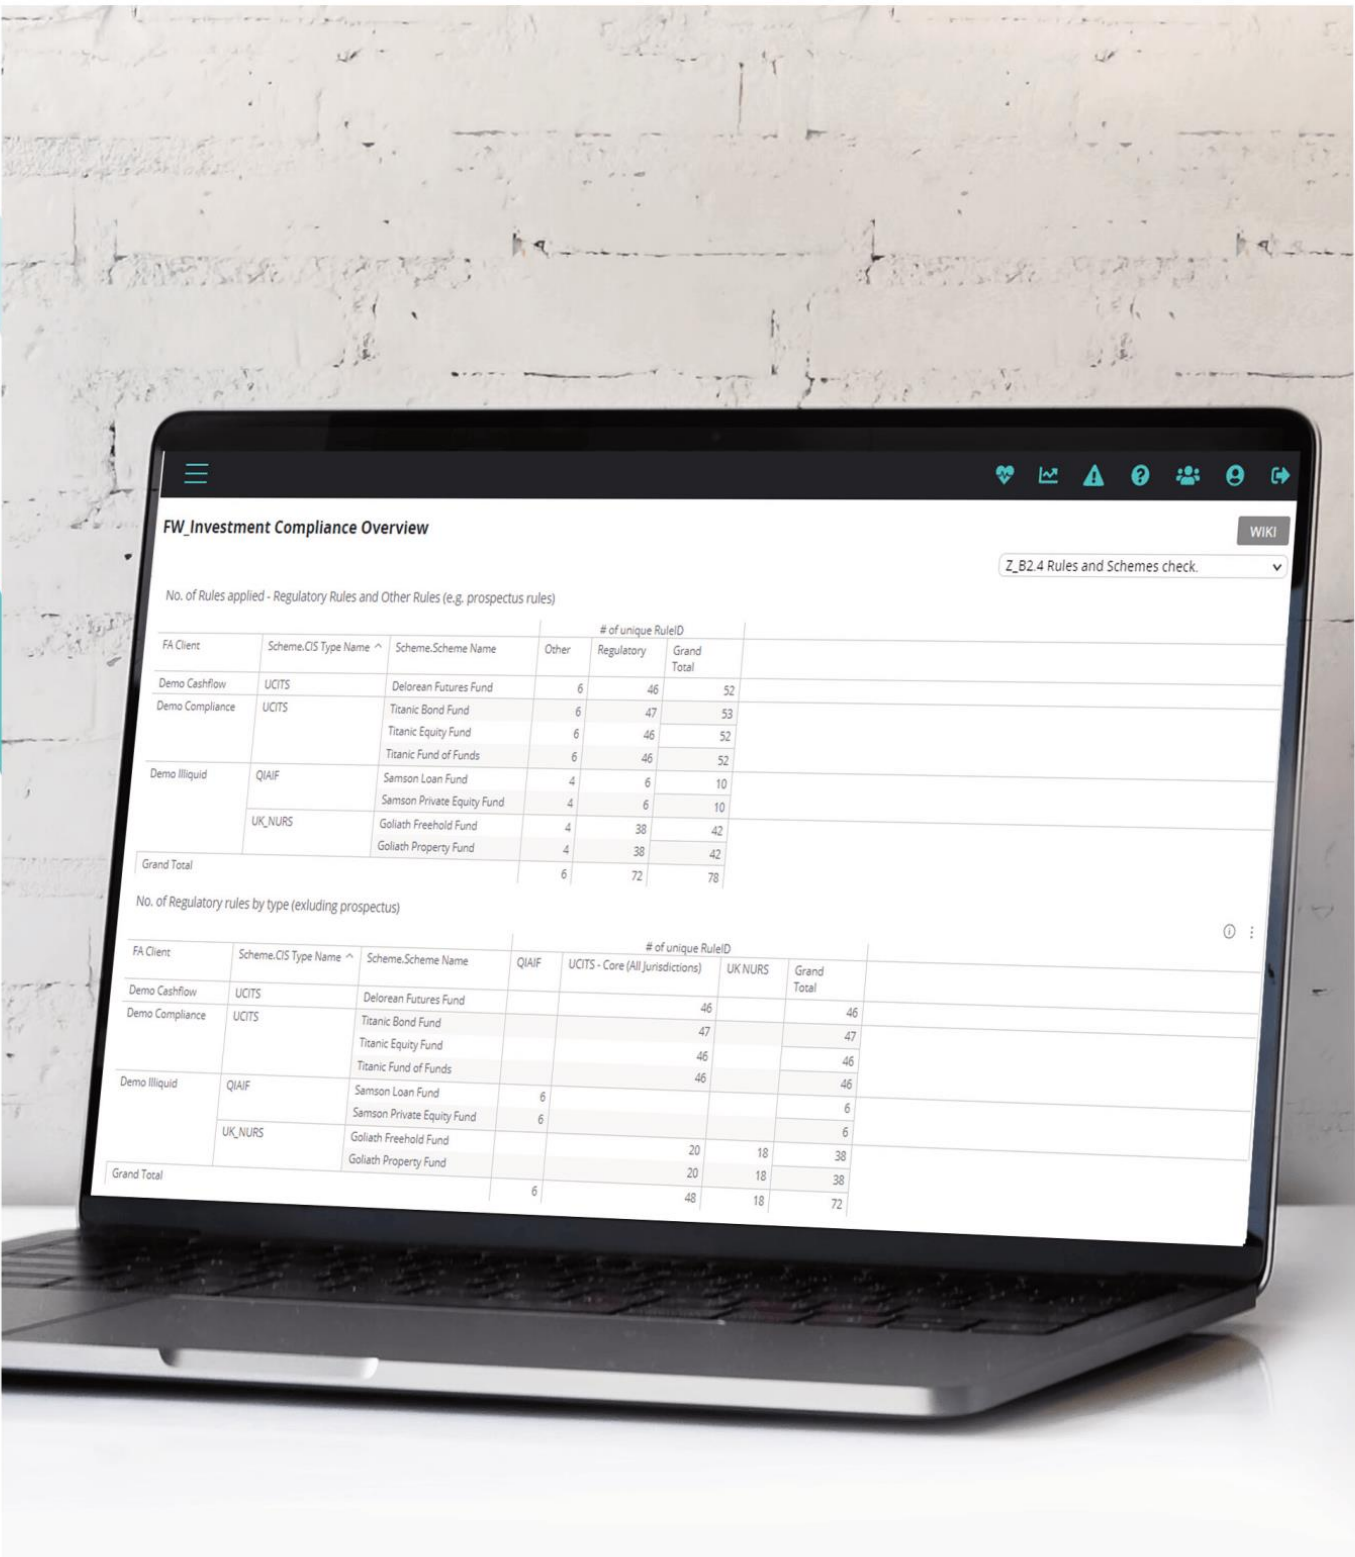 FW_Investment Compliance Overview
WIKI
Z_B2.4 Rules and Schemes check.
No. of Rules applied - Regulatory Rules and Other Rules (e.g. prospectus rules)
# of unique RuleID
FA Client Scheme.CIS Type Name Scheme.Scheme Name Other Regulatory Grand Total
Demo Cashflow UCITS Delorean Futures Fund 6 46 52
Demo Compliance UCITS Titanic Bond Fund 6 47 53
Titanic Equity Fund 6 46 52
Titanic Fund of Funds 6 46 52
Demo Illiquid QIAIF Samson Loan Fund 4 6 10
Samson Private Equity Fund 4 6 10
UK_NURS Goliath Freehold Fund 4 38 42
Goliath Property Fund 4 38 42
Grand Total 6 72 78
No. of Regulatory rules by type (exluding prospectus)
# of unique RuleID
FA Client Scheme.CIS Type Name Scheme.Scheme Name QIAIF UCITS - Core (All Jurisdictions) UK NURS Grand Total
Demo Cashflow UCITS Delorean Futures Fund 46 46
Demo Compliance UCITS Titanic Bond Fund 47 47
Titanic Equity Fund 46 46
Titanic Fund of Funds 46 46
Demo Illiquid QIAIF Samson Loan Fund 6 6
Samson Private Equity Fund 6 6
UK_NURS Goliath Freehold Fund 20 18 38
Goliath Property Fund 20 18 38
Grand Total 6 48 18 72